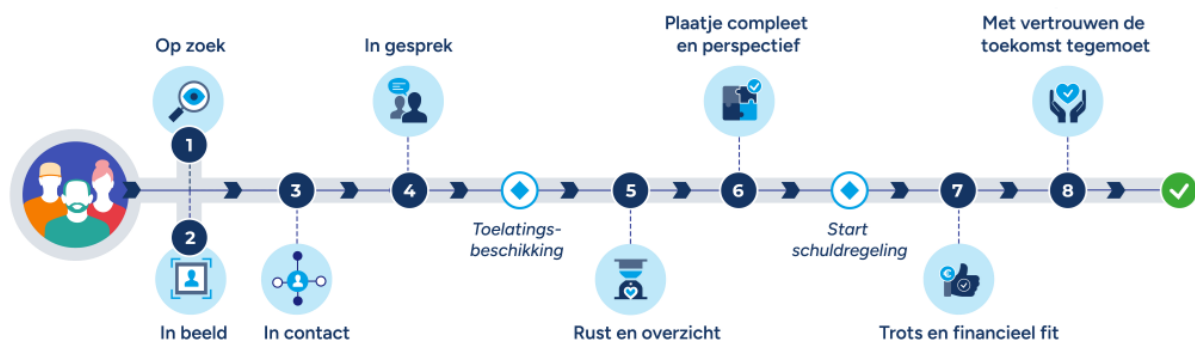 Op zoek
1
2
In beeld
3
In contact
In gesprek
4
Toelatings-
beschikking
5
Rust en overzicht
Plaatje compleet
en perspectief
6
Start
schuldregeling
7
€
Trots en financieel fit
Met vertrouwen de
toekomst tegemoet
8